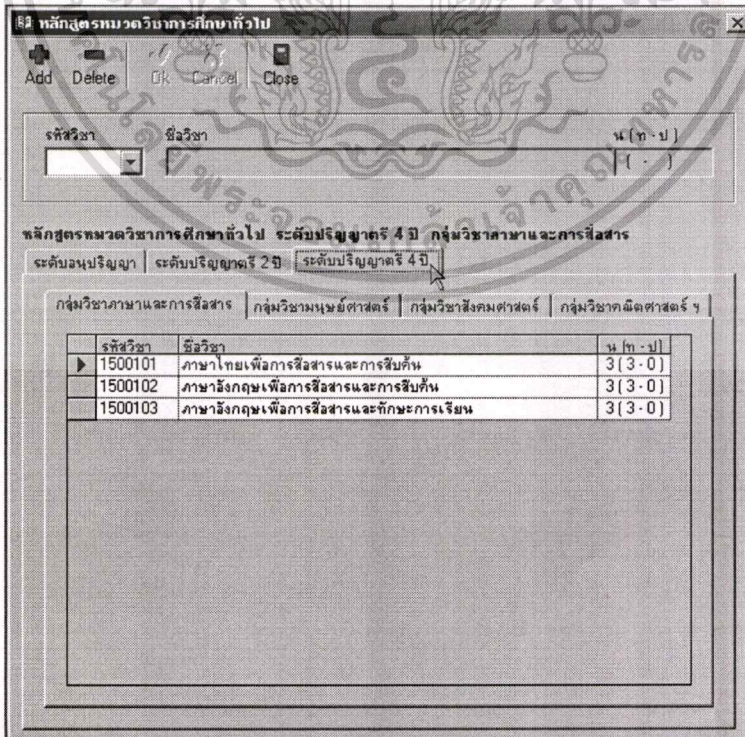 หลักสูตรหมวดวิชาการศึกษาทั่วไป
Add Delete Ok Cancel Close
รหัสวิชา ชื่อวิชา น (ท - ป)
( - )
หลักสูตรหมวดวิชาการศึกษาทั่วไป ระดับปริญญาตรี 4 ปี กลุ่มวิชาภาษาและการสื่อสาร
ระดับอนุปริญญา ระดับปริญญาตรี 2 ปี ระดับปริญญาตรี 4 ปี
กลุ่มวิชาภาษาและการสื่อสาร กลุ่มวิชามนุษย์ศาสตร์ กลุ่มวิชาสังคมศาสตร์ กลุ่มวิชาคณิตศาสตร์ ฯ
รหัสวิชา ชื่อวิชา น (ท - ป)
1500101 ภาษาไทยเพื่อการสื่อสารและการสืบค้น 3 ( 3 - 0 )
1500102 ภาษาอังกฤษเพื่อการสื่อสารและการสืบค้น 3 ( 3 - 0 )
1500103 ภาษาอังกฤษเพื่อการสื่อสารและทักษะการเรียน 3 ( 3 - 0 )